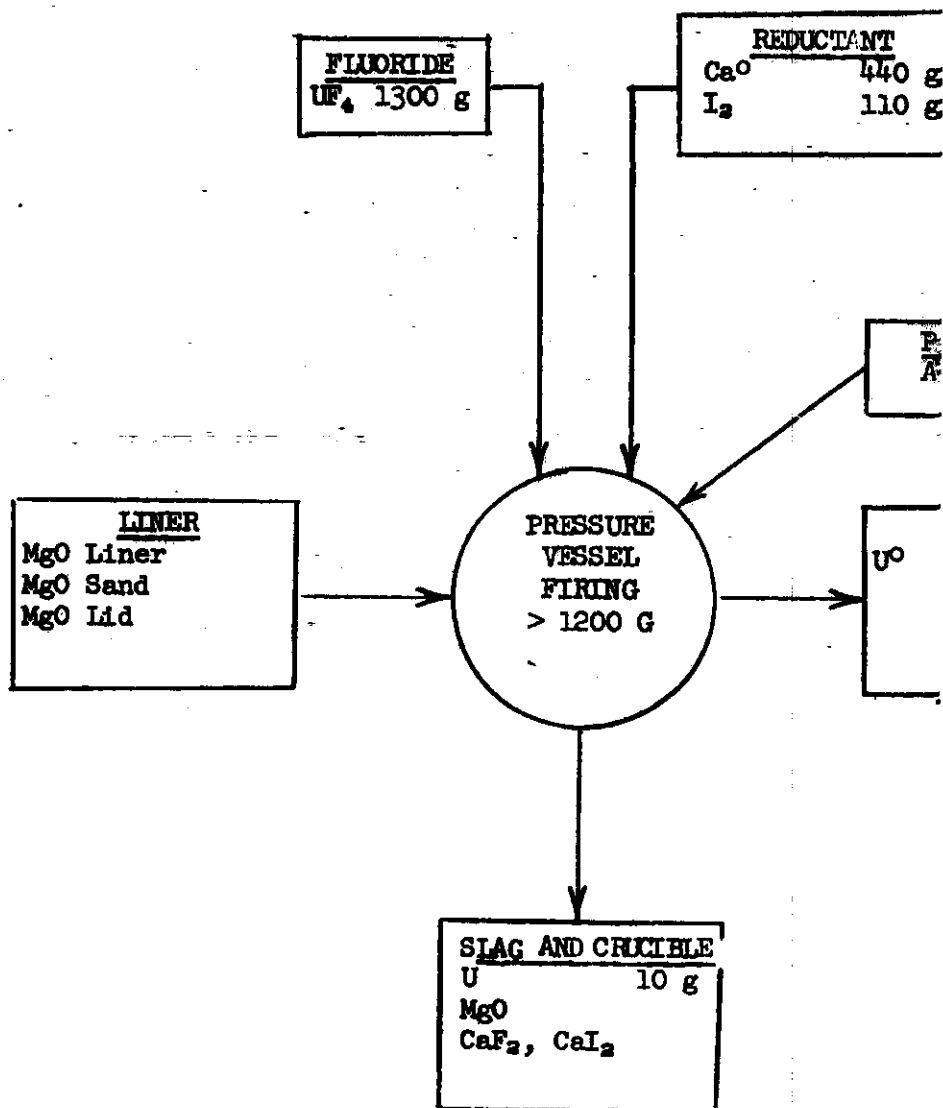 FLUORIDE
UF₄ 1300 g
REDUCTANT
Ca⁰ 440 g
I₂ 110 g
P
A
LINER
MgO Liner
MgO Sand
MgO Lid
PRESSURE
VESSEL
FIRING
> 1200 G
U⁰
SLAG AND CRUCIBLE
U 10 g
MgO
CaF₂, CaI₂